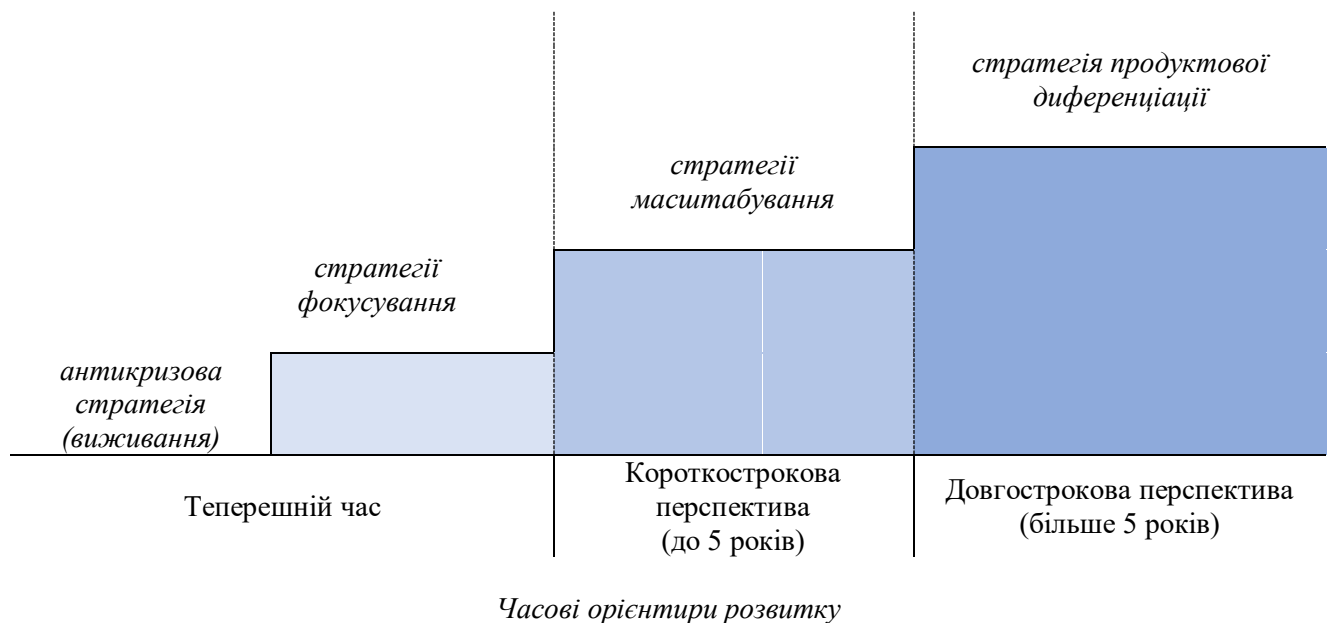 стратегія продуктової
диференціації
стратегії
масштабування
стратегії
фокусування
антикризова
стратегія
(виживання)
Теперешній час
Короткострокова
перспектива
(до 5 років)
Довгострокова перспектива
(більше 5 років)
Часові орієнтири розвитку